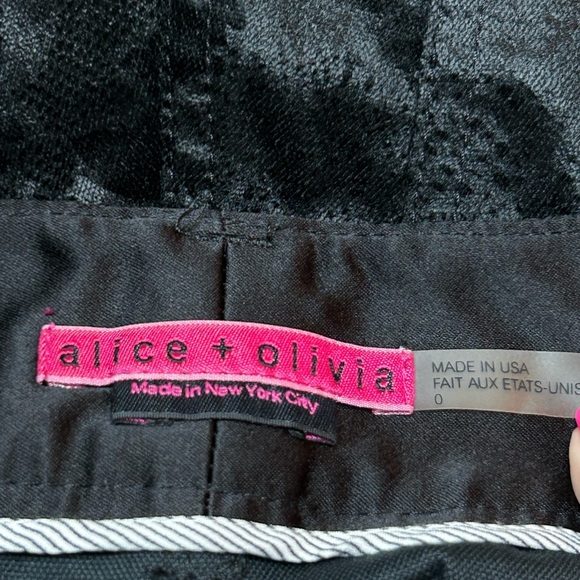 alice + olivia
Made in New York City
MADE IN USA
FAIT AUX ETATS-UNIS
0